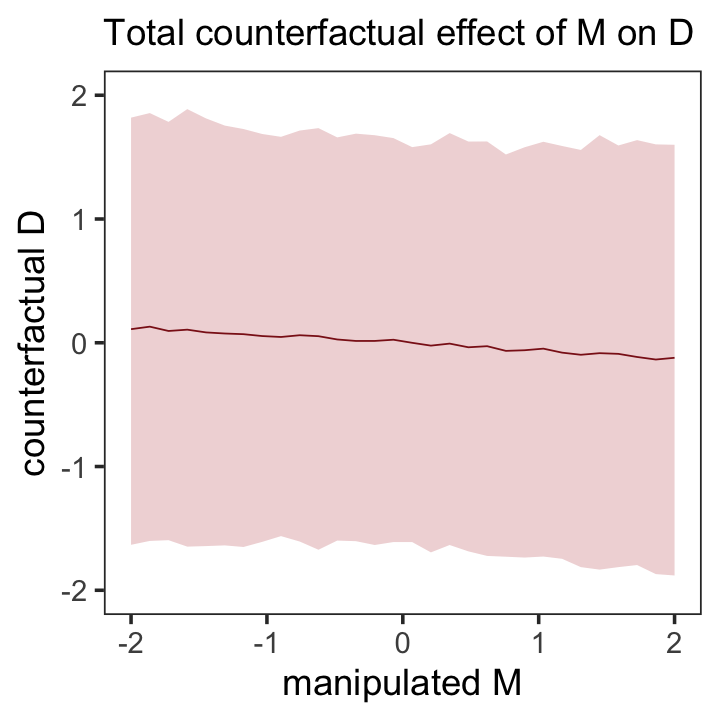 Total counterfactual effect of M on D
counterfactual D
2
1
0
-1
-2
-2 -1 0 1 2
manipulated M